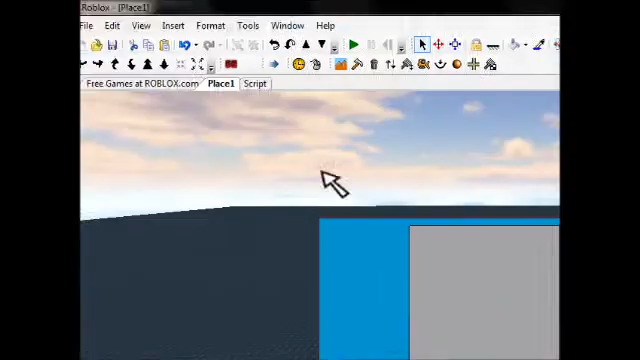 Roblox - [Place1]
File Edit View Insert Format Tools Window Help
Free Games at ROBLOX.com Place1 Script